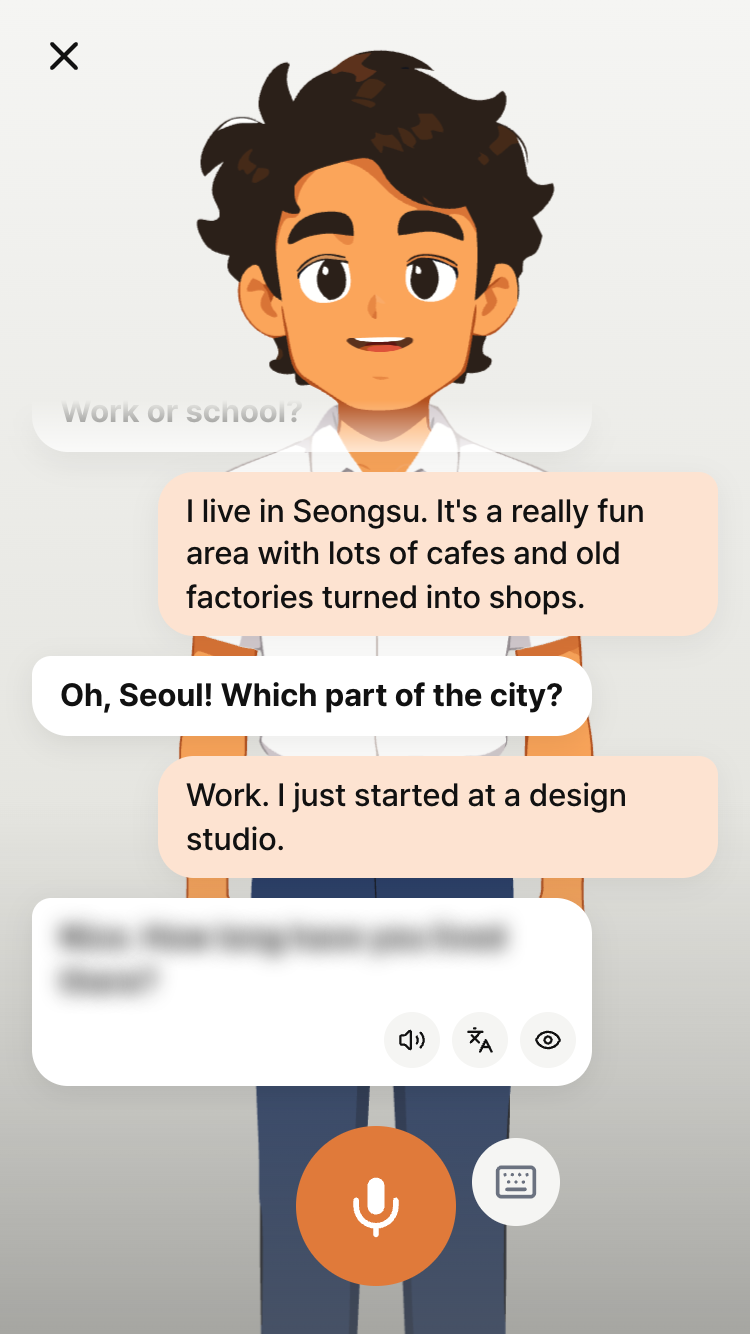 Work or school?
I live in Seongsu. It's a really fun
area with lots of cafes and old
factories turned into shops.
Oh, Seoul! Which part of the city?
Work. I just started at a design
studio.